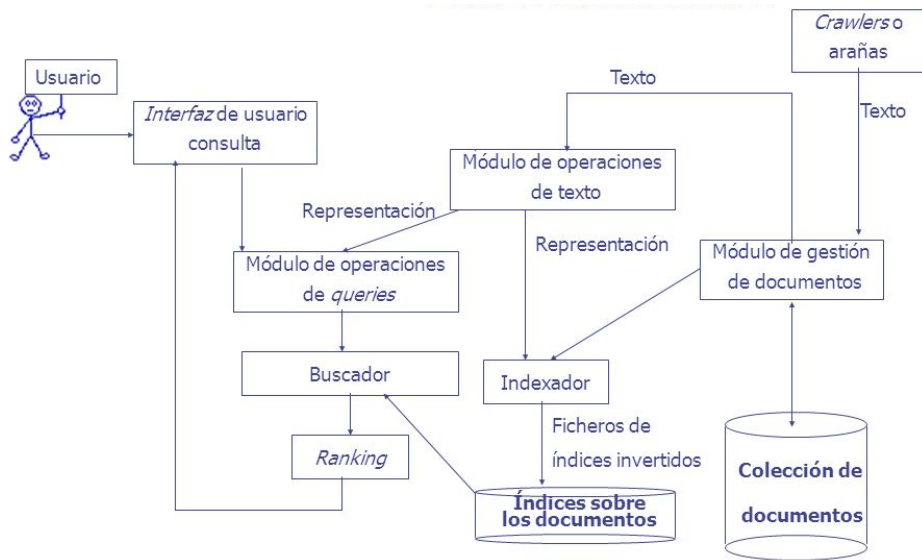 Crawlers o
arañas
Usuario
Texto
Texto
Interfaz de usuario
consulta
Módulo de operaciones
de texto
Representación
Representación
Módulo de gestión
de documentos
Módulo de operaciones
de queries
Buscador
Indexador
Ficheros de
índices invertidos
Ranking
Colección de
documentos
Índices sobre
los documentos